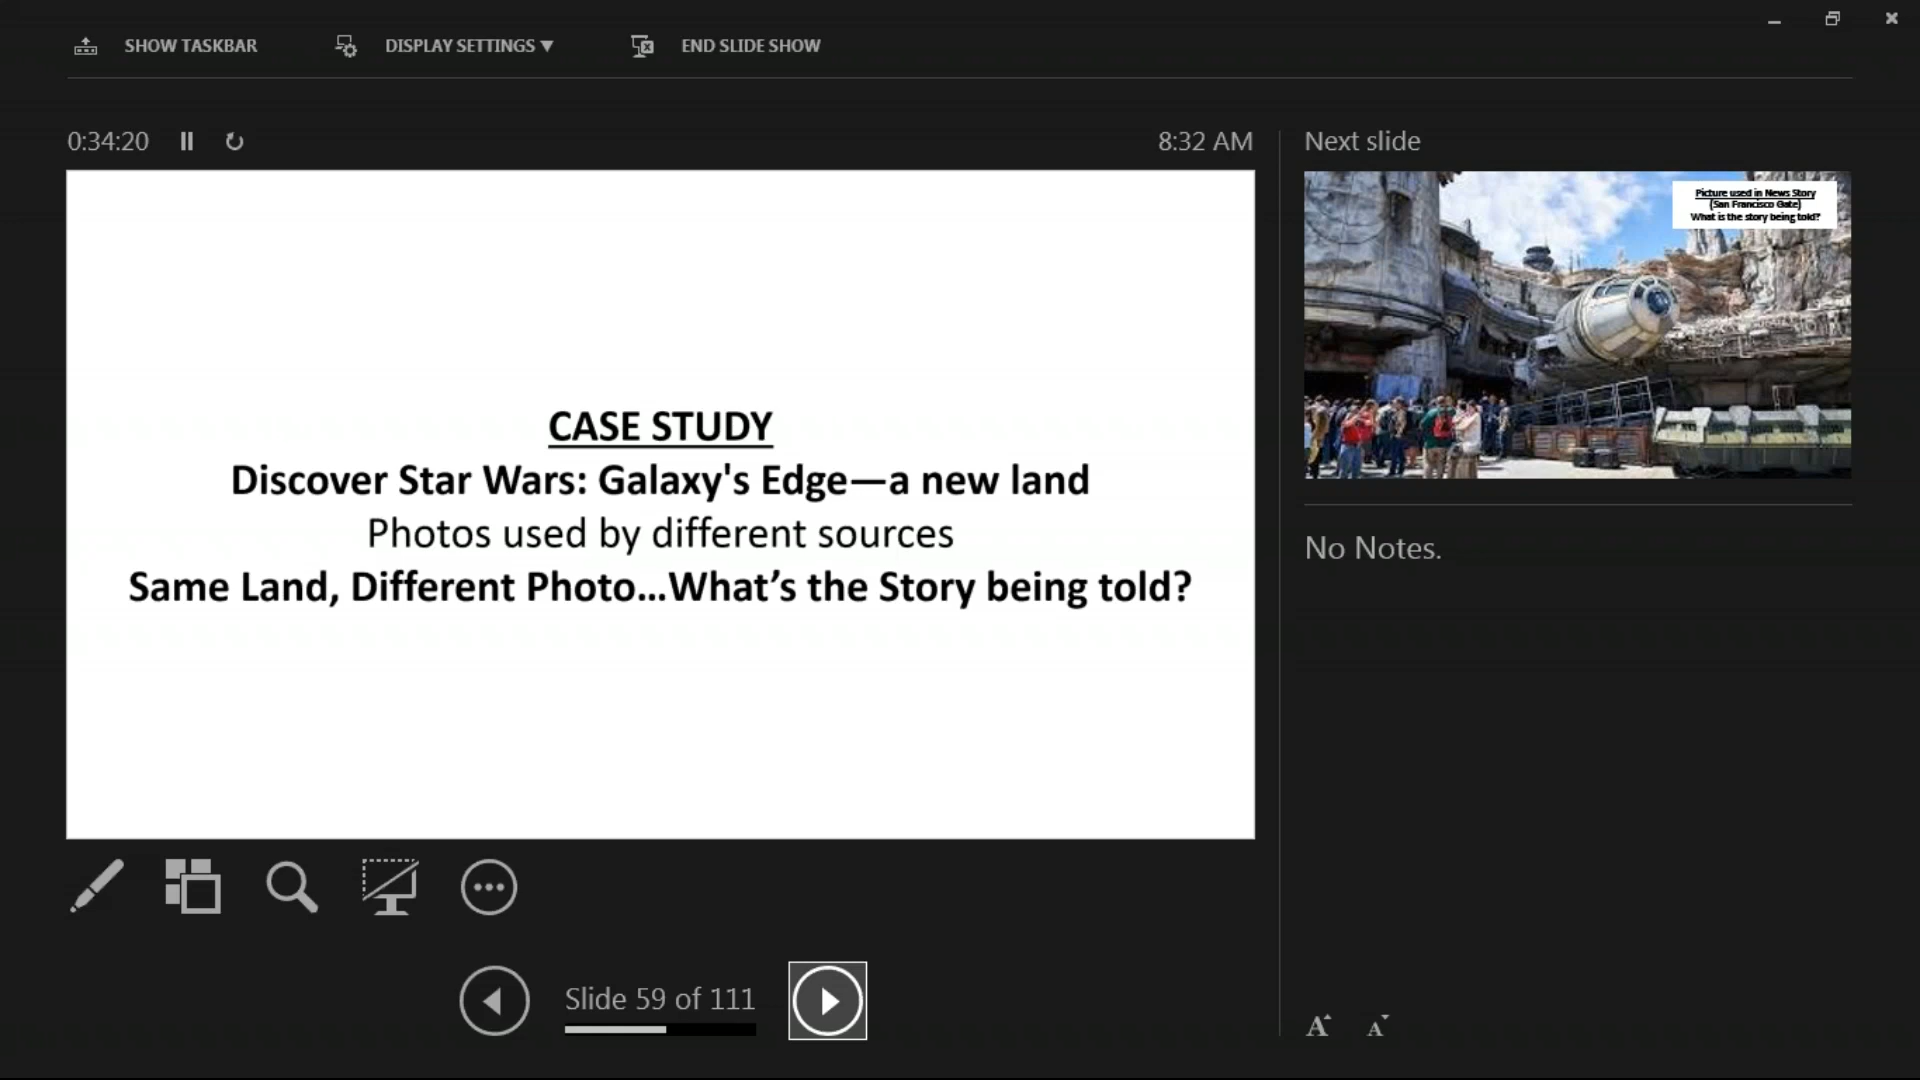 SHOW TASKBAR
DISPLAY SETTINGS ▼
END SLIDE SHOW
0:34:20
8:32 AM
CASE STUDY
Discover Star Wars: Galaxy's Edge—a new land
Photos used by different sources
Same Land, Different Photo...What’s the Story being told?
Slide 59 of 111
Next slide
Picture used in News Story
(San Francisco Gate)
What is the story being told?
No Notes.
A A